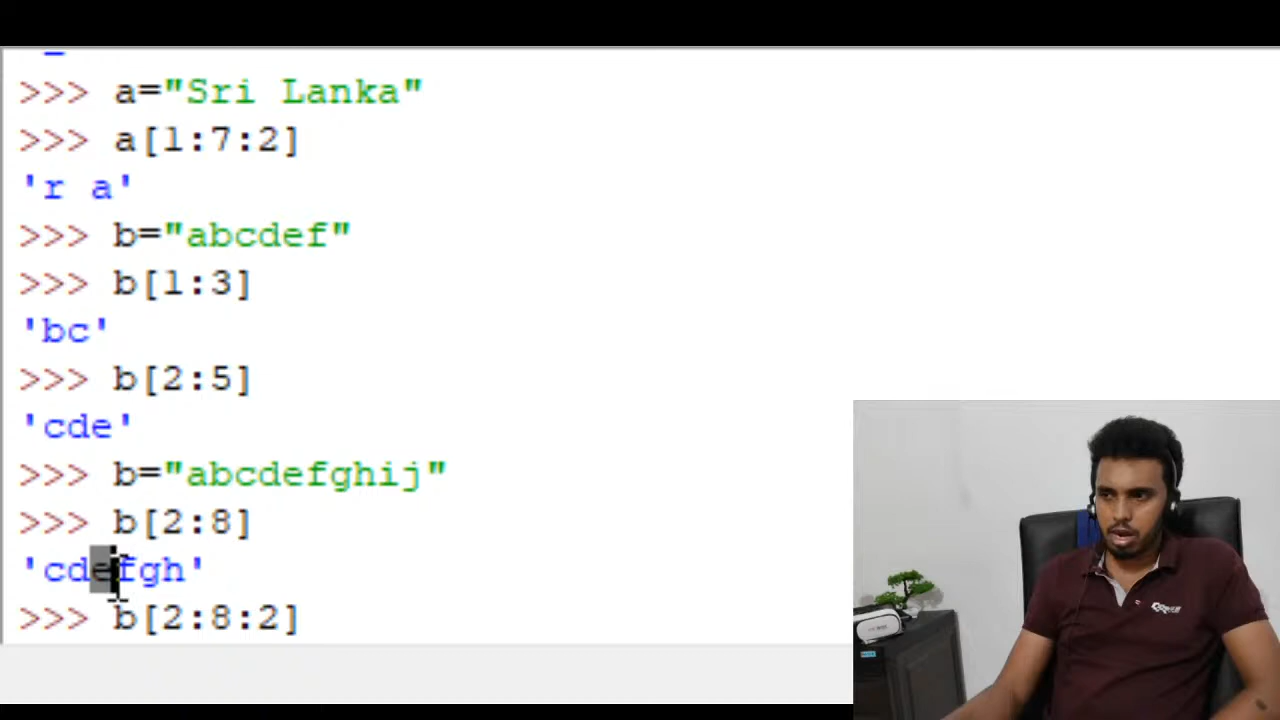 >>> a="Sri Lanka"
>>> a[1:7:2]
'r a'
>>> b="abcdef"
>>> b[1:3]
'bc'
>>> b[2:5]
'cde'
>>> b="abcdefghij"
>>> b[2:8]
'cdefgh'
>>> b[2:8:2]